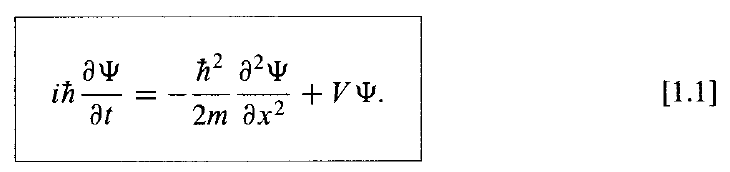 iħ ∂Ψ/∂t = − ħ²/2m ∂²Ψ/∂x² + VΨ. [1.1]